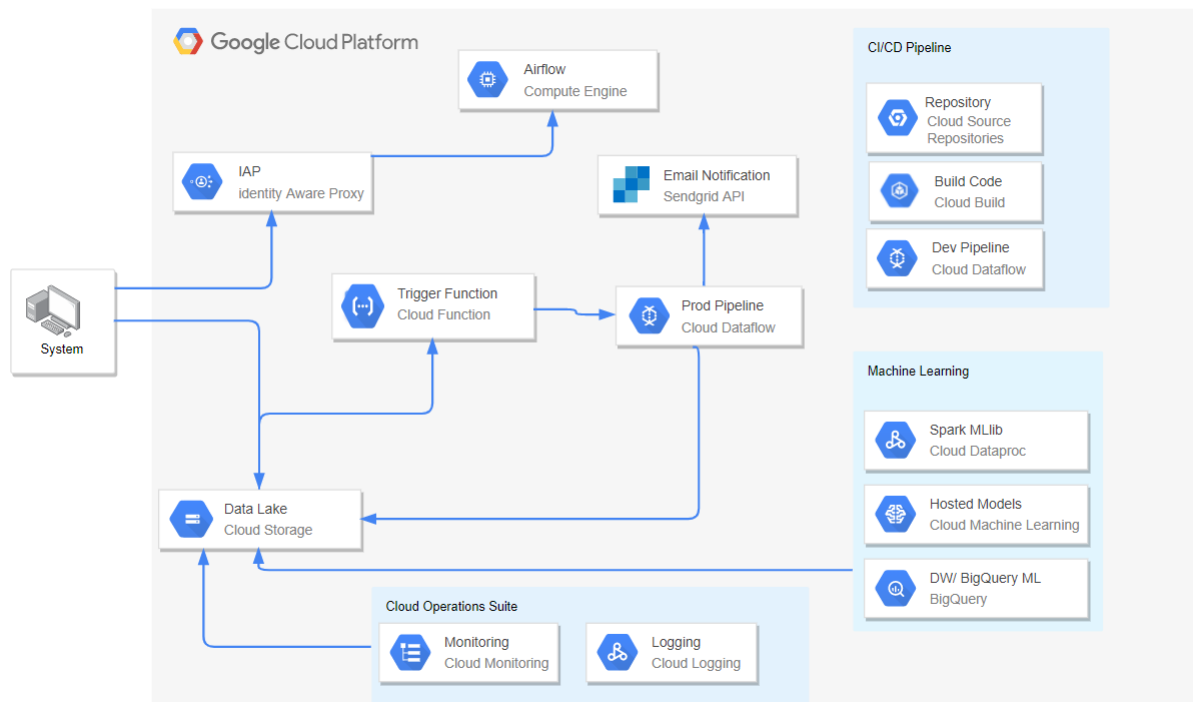 Google Cloud Platform
Airflow
Compute Engine
IAP
identity Aware Proxy
Email Notification
Sendgrid API
System
Trigger Function
Cloud Function
Prod Pipeline
Cloud Dataflow
Data Lake
Cloud Storage
Cloud Operations Suite
Monitoring
Cloud Monitoring
Logging
Cloud Logging
CI/CD Pipeline
Repository
Cloud Source
Repositories
Build Code
Cloud Build
Dev Pipeline
Cloud Dataflow
Machine Learning
Spark MLlib
Cloud Dataproc
Hosted Models
Cloud Machine Learning
DW/ BigQuery ML
BigQuery